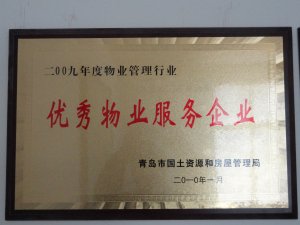 二00九年度物业管理行业
优秀物业服务企业
青岛市国土资源和房屋管理局
二〇一〇年一月